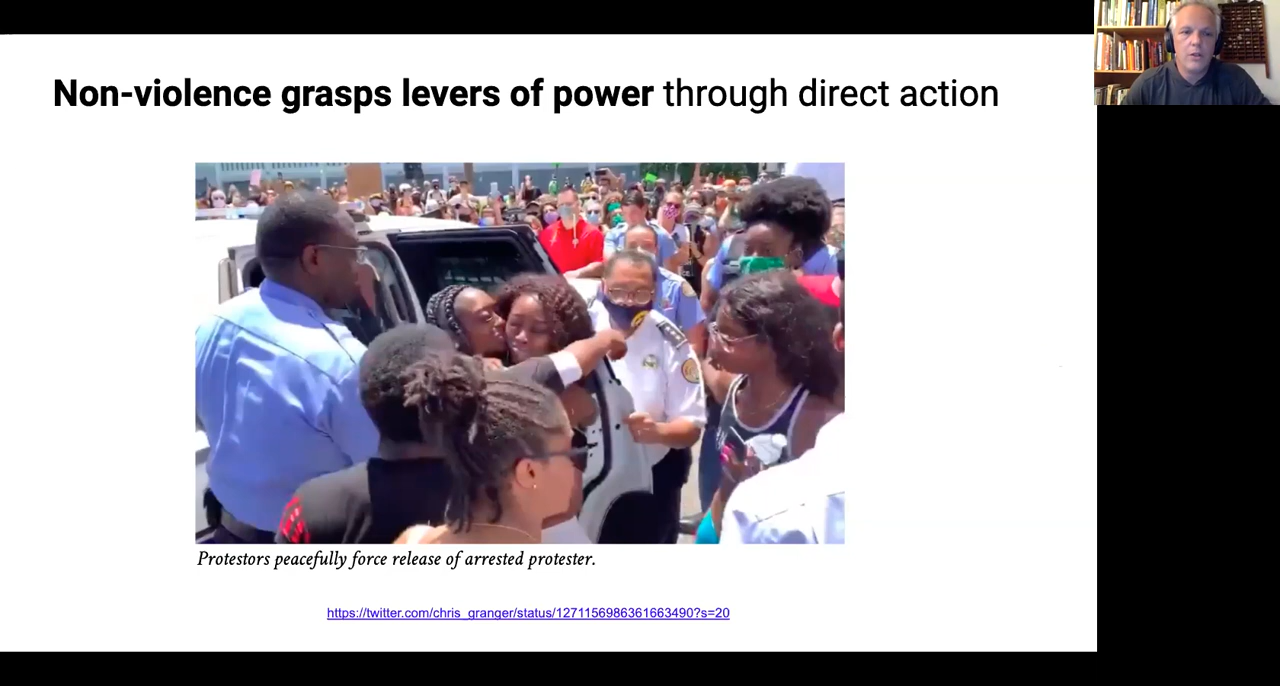 Non-violence grasps levers of power through direct action
Protestors peacefully force release of arrested protester.
https://twitter.com/chris_granger/status/1271156986361663490?s=20